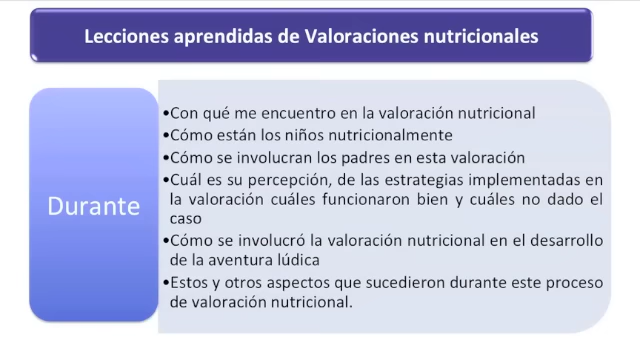 Lecciones aprendidas de Valoraciones nutricionales
Durante
•Con qué me encuentro en la valoración nutricional
•Cómo están los niños nutricionalmente
•Cómo se involucran los padres en esta valoración
•Cuál es su percepción, de las estrategias implementadas en
la valoración cuáles funcionaron bien y cuáles no dado el
caso
•Cómo se involucró la valoración nutricional en el desarrollo
de la aventura lúdica
•Estos y otros aspectos que sucedieron durante este proceso
de valoración nutricional.